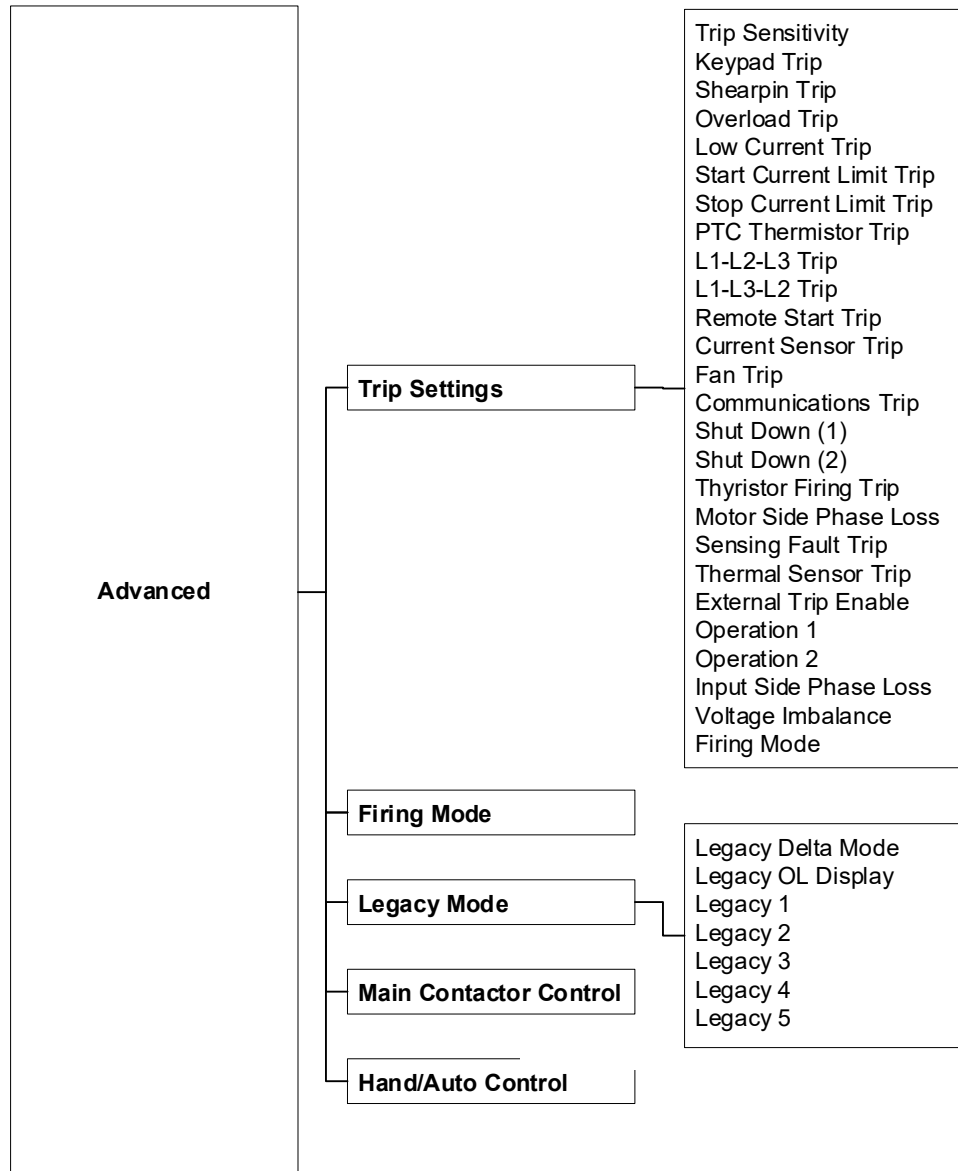 Advanced
Trip Settings
Trip Sensitivity
Keypad Trip
Shearpin Trip
Overload Trip
Low Current Trip
Start Current Limit Trip
Stop Current Limit Trip
PTC Thermistor Trip
L1-L2-L3 Trip
L1-L3-L2 Trip
Remote Start Trip
Current Sensor Trip
Fan Trip
Communications Trip
Shut Down (1)
Shut Down (2)
Thyristor Firing Trip
Motor Side Phase Loss
Sensing Fault Trip
Thermal Sensor Trip
External Trip Enable
Operation 1
Operation 2
Input Side Phase Loss
Voltage Imbalance
Firing Mode
Firing Mode
Legacy Mode
Legacy Delta Mode
Legacy OL Display
Legacy 1
Legacy 2
Legacy 3
Legacy 4
Legacy 5
Main Contactor Control
Hand/Auto Control